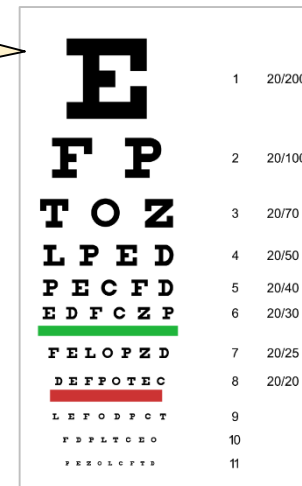 E 1 20/200
F P 2 20/100
T O Z 3 20/70
L P E D 4 20/50
P E C F D 5 20/40
E D F C Z P 6 20/30
F E L O P Z D 7 20/25
D E F P O T E C 8 20/20
L E F O D P C T 9
F D P L T C E O 10
P E Z O L C F T D 11